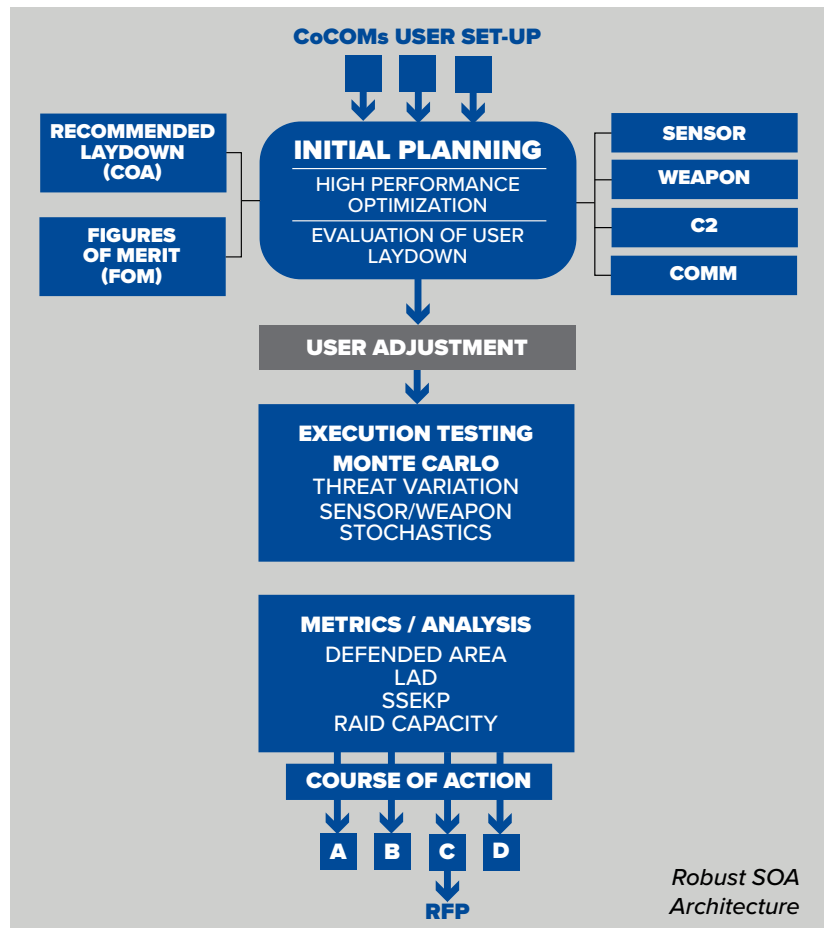 CoCOMs USER SET-UP
RECOMMENDED
LAYDOWN
(COA)
FIGURES
OF MERIT
(FOM)
INITIAL PLANNING
HIGH PERFORMANCE
OPTIMIZATION
EVALUATION OF USER
LAYDOWN
SENSOR
WEAPON
C2
COMM
USER ADJUSTMENT
EXECUTION TESTING
MONTE CARLO
THREAT VARIATION
SENSOR/WEAPON
STOCHASTICS
METRICS / ANALYSIS
DEFENDED AREA
LAD
SSEKP
RAID CAPACITY
COURSE OF ACTION
A
B
C
D
RFP
Robust SOA
Architecture